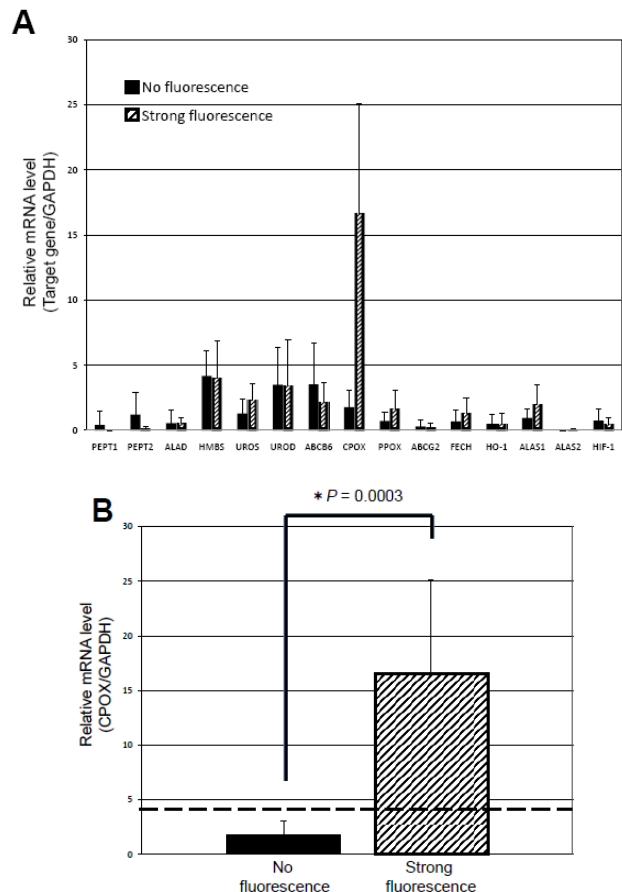 A
Relative mRNA level
(Target gene/GAPDH)
30
25
20
15
10
5
0
No fluorescence
Strong fluorescence
PEPT1 PEPT2 ALAD HMBS UROS UROD ABCB6 CPOX PPOX ABCG2 FECH HO-1 ALAS1 ALAS2 HIF-1
B
* P = 0.0003
Relative mRNA level
(CPOX/GAPDH)
30
25
20
15
10
5
0
No
fluorescence
Strong
fluorescence